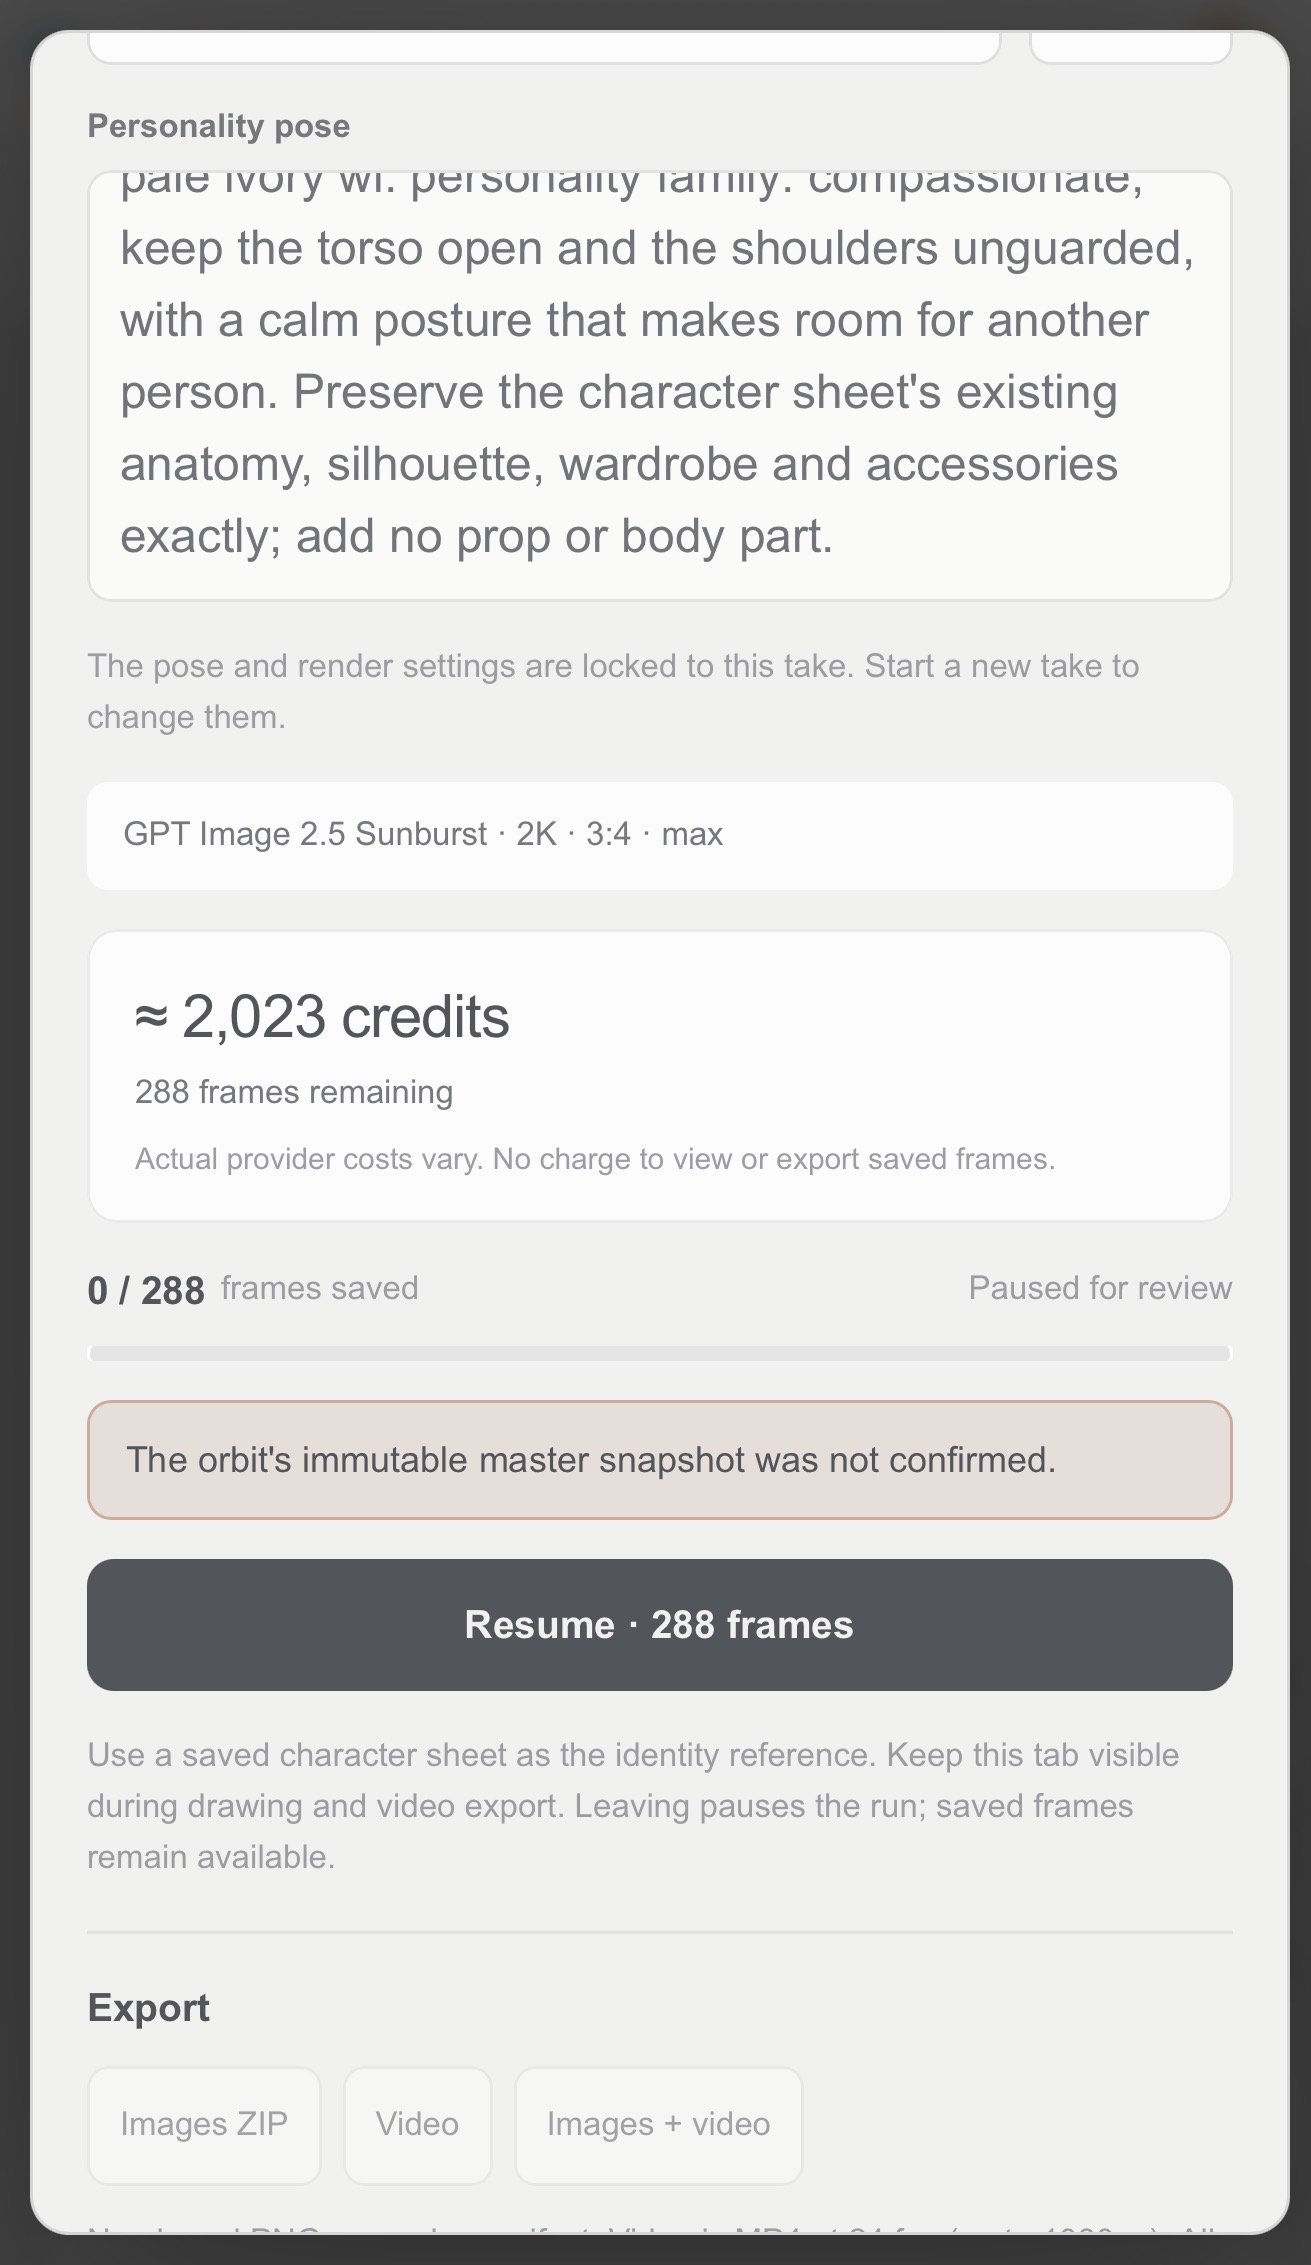 Personality pose
pale ivory wi. personality family: compassionate,
keep the torso open and the shoulders unguarded,
with a calm posture that makes room for another
person. Preserve the character sheet's existing
anatomy, silhouette, wardrobe and accessories
exactly; add no prop or body part.
The pose and render settings are locked to this take. Start a new take to
change them.
GPT Image 2.5 Sunburst · 2K · 3:4 · max
≈ 2,023 credits
288 frames remaining
Actual provider costs vary. No charge to view or export saved frames.
0 / 288 frames saved
Paused for review
The orbit's immutable master snapshot was not confirmed.
Resume · 288 frames
Use a saved character sheet as the identity reference. Keep this tab visible
during drawing and video export. Leaving pauses the run; saved frames
remain available.
Export
Images ZIP
Video
Images + video